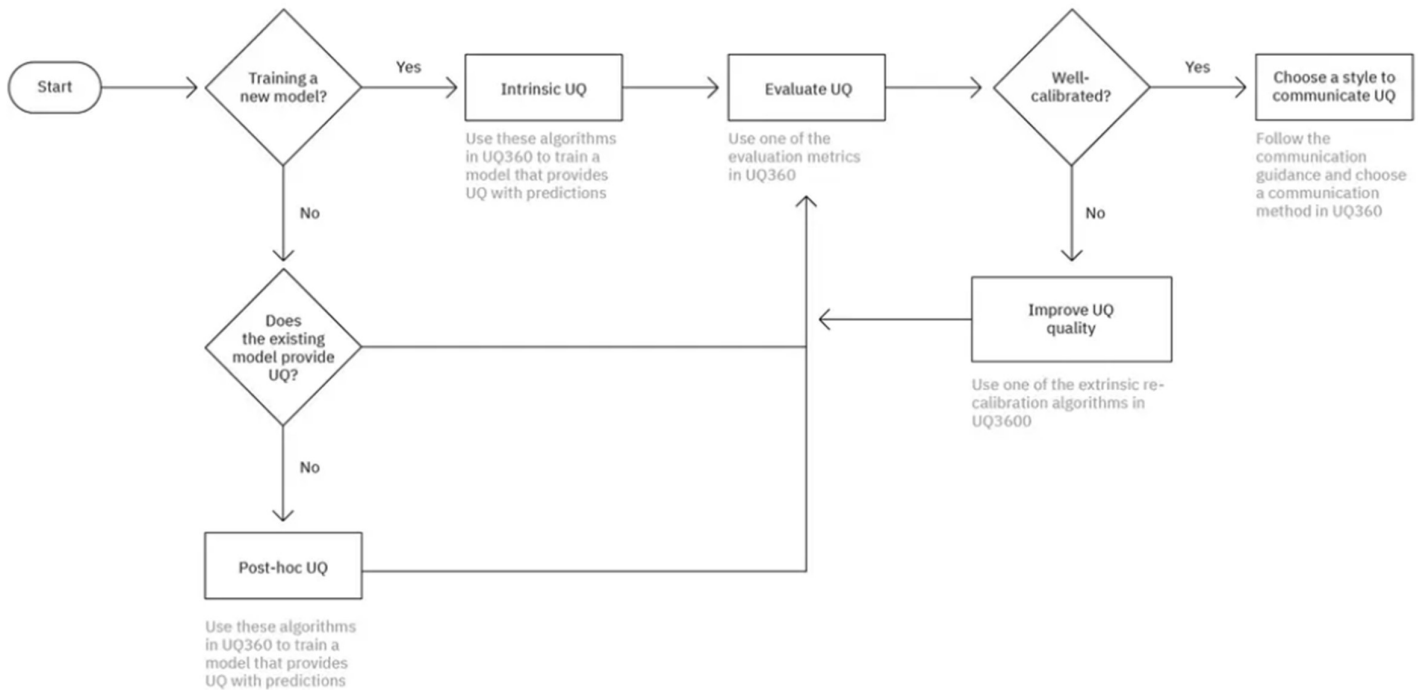 Start
Training a
new model?
Yes
Intrinsic UQ
Use these algorithms
in UQ360 to train a
model that provides
UQ with predictions
Evaluate UQ
Use one of the
evaluation metrics
in UQ360
Well-
calibrated?
Yes
Choose a style to
communicate UQ
Follow the
communication
guidance and choose
a communication
method in UQ360
No
No
Does
the existing
model provide
UQ?
Improve UQ
quality
Use one of the extrinsic re-
calibration algorithms in
UQ3600
No
Post-hoc UQ
Use these algorithms
in UQ360 to train a
model that provides
UQ with predictions